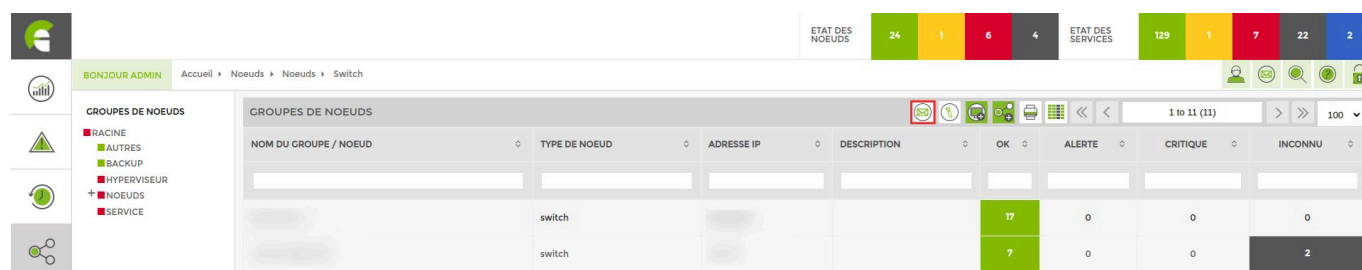 ETAT DES NOEUDS 24 1 6 4 ETAT DES SERVICES 129 1 7 22 2
BONJOUR ADMIN Accueil Noeuds Noeuds Switch
GROUPES DE NOEUDS
RACINE
AUTRES
BACKUP
HYPERVISEUR
+ NOEUDS
SERVICE
GROUPES DE NOEUDS 1 to 11 (11) 100
NOM DU GROUPE / NOEUD TYPE DE NOEUD ADRESSE IP DESCRIPTION OK ALERTE CRITIQUE INCONNU
switch 17 0 0 0
switch 7 0 0 2